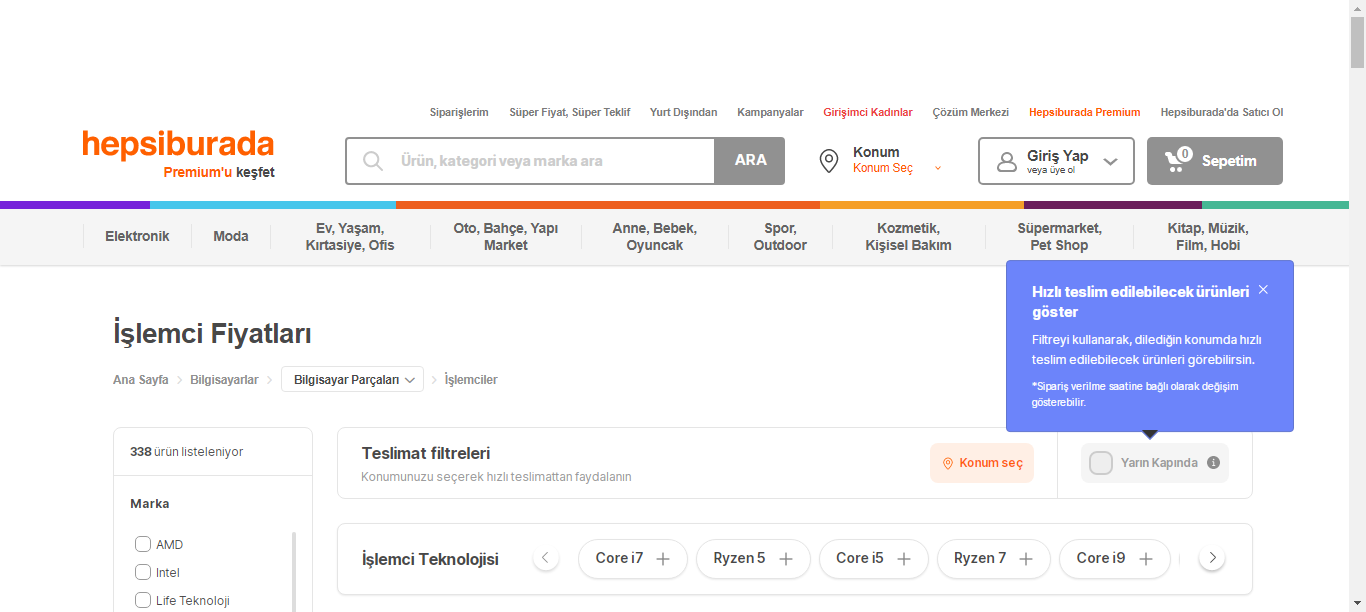 Siparişlerim
Süper Fiyat, Süper Teklif
Yurt Dışından
Kampanyalar
Girişimci Kadınlar
Çözüm Merkezi
Hepsiburada Premium
Hepsiburada'da Satıcı Ol
hepsiburada
Premium'u keşfet
Ürün, kategori veya marka ara
ARA
Konum
Konum Seç
Giriş Yap
veya üye ol
0
Sepetim
Elektronik
Moda
Ev, Yaşam,
Kırtasiye, Ofis
Oto, Bahçe, Yapı
Market
Anne, Bebek,
Oyuncak
Spor,
Outdoor
Kozmetik,
Kişisel Bakım
Süpermarket,
Pet Shop
Kitap, Müzik,
Film, Hobi
Hızlı teslim edilebilecek ürünleri
göster
Filtreyi kullanarak, dilediğin konumda hızlı
teslim edilebilecek ürünleri görebilirsin.
*Sipariş verilme saatine bağlı olarak değişim
gösterebilir.
İşlemci Fiyatları
Ana Sayfa
Bilgisayarlar
Bilgisayar Parçaları
İşlemciler
338 ürün listeleniyor
Marka
AMD
Intel
Life Teknoloji
Teslimat filtreleri
Konumunuzu seçerek hızlı teslimattan faydalanın
Konum seç
Yarın Kapında
İşlemci Teknolojisi
Core i7
Ryzen 5
Core i5
Ryzen 7
Core i9